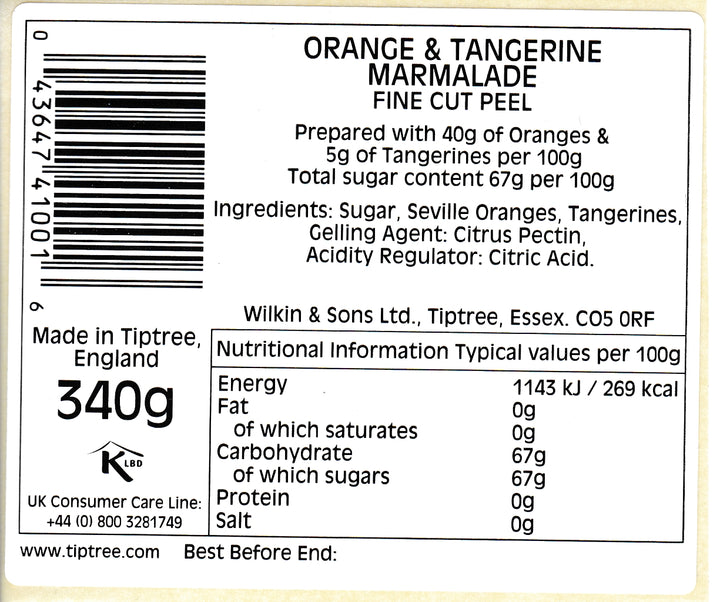 0 43647 41001 6
ORANGE & TANGERINE
MARMALADE
FINE CUT PEEL
Prepared with 40g of Oranges &
5g of Tangerines per 100g
Total sugar content 67g per 100g
Ingredients: Sugar, Seville Oranges, Tangerines,
Gelling Agent: Citrus Pectin,
Acidity Regulator: Citric Acid.
Wilkin & Sons Ltd., Tiptree, Essex. CO5 0RF
Made in Tiptree,
England
340g
KLBD
UK Consumer Care Line:
+44 (0) 800 3281749
Nutritional Information Typical values per 100g
Energy 1143 kJ / 269 kcal
Fat 0g
of which saturates 0g
Carbohydrate 67g
of which sugars 67g
Protein 0g
Salt 0g
www.tiptree.com Best Before End: